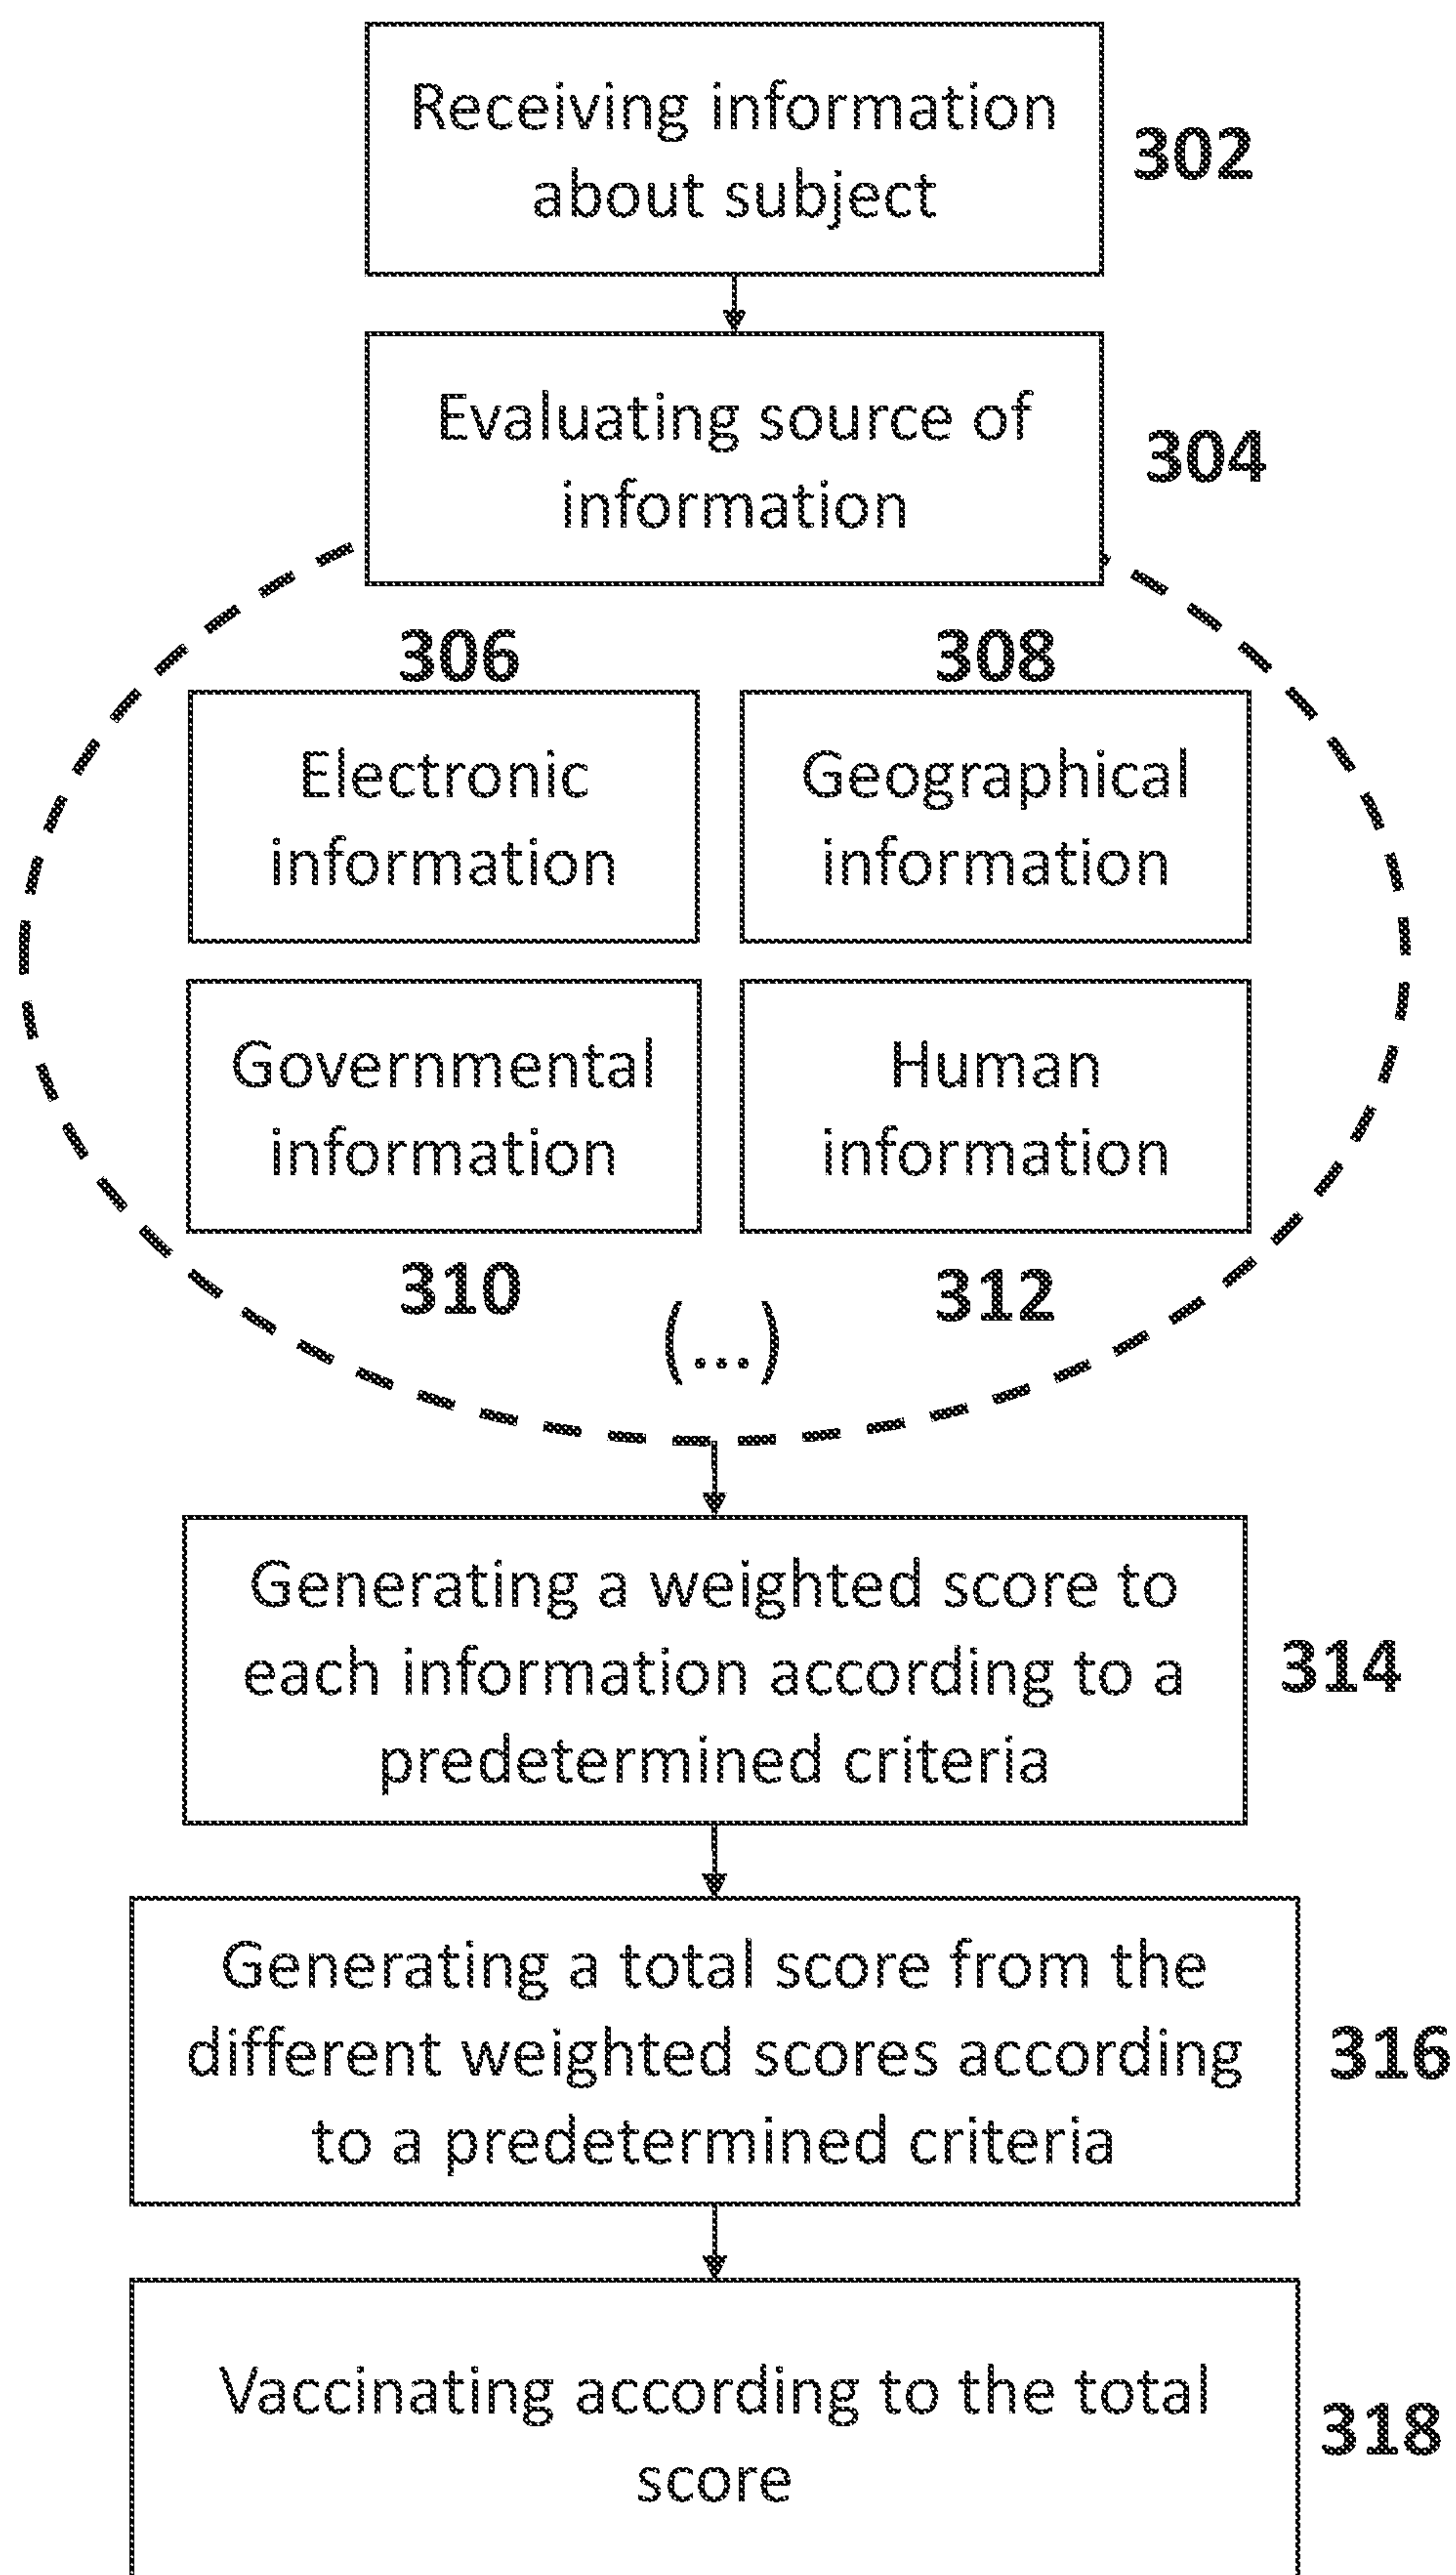 Receiving information
about subject
302
Evaluating source of
information
304
306
308
Electronic
information
Geographical
information
Governmental
information
Human
information
310
312
(...)
Generating a weighted score to
each information according to a
predetermined criteria
314
Generating a total score from the
different weighted scores according
to a predetermined criteria
316
Vaccinating according to the total
score
318